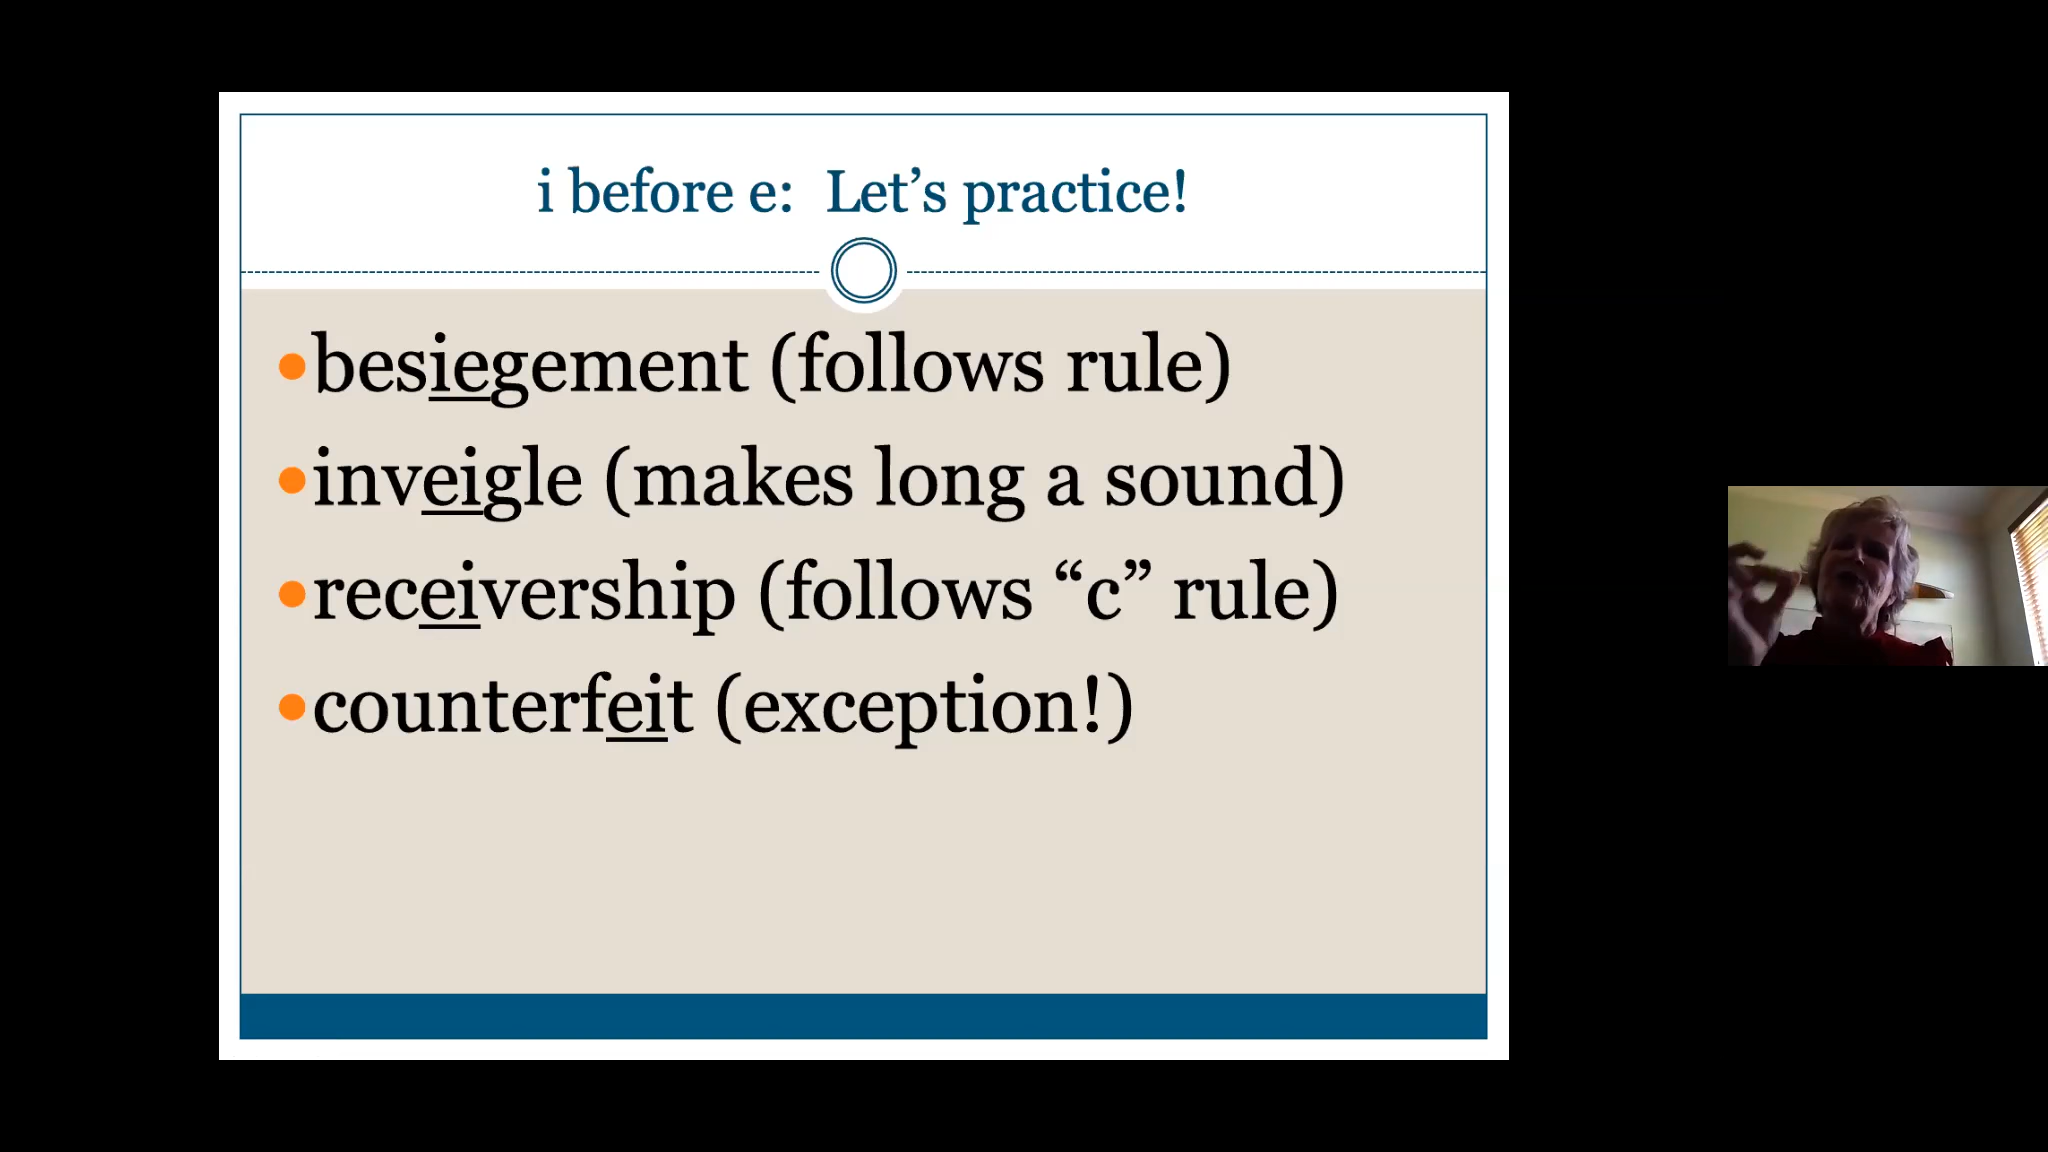 i before e: Let’s practice!
besiegement (follows rule)
inveigle (makes long a sound)
receivership (follows “c” rule)
counterfeit (exception!)